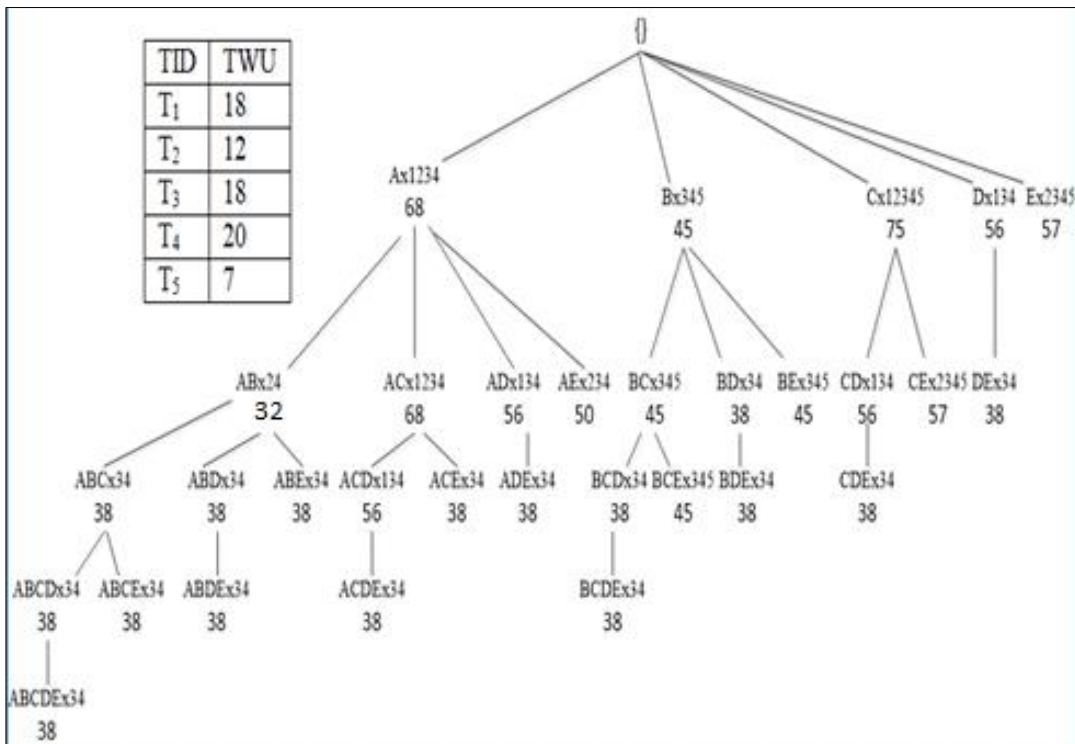 {}
TID TWU
T₁ 18
T₂ 12
T₃ 18
T₄ 20
T₅ 7
Ax1234 Bx345 Cx12345 Dx134 Ex2345
68 45 75 56 57
ABx24 ACx1234 ADx134 AEx234 BCx345 BDx34 BEx345 CDx134 CEx2345 DEx34
32 68 56 50 45 38 45 56 57 38
ABCx34 ABDx34 ABEx34 ACDx134 ACEx34 ADEx34 BCDx34 BCEx345 BDEx34 CDEx34
38 38 38 56 38 38 38 45 38 38
ABCDx34 ABCEx34 ABDEx34 ACDEx34 BCDEx34
38 38 38 38 38
ABCDEx34
38